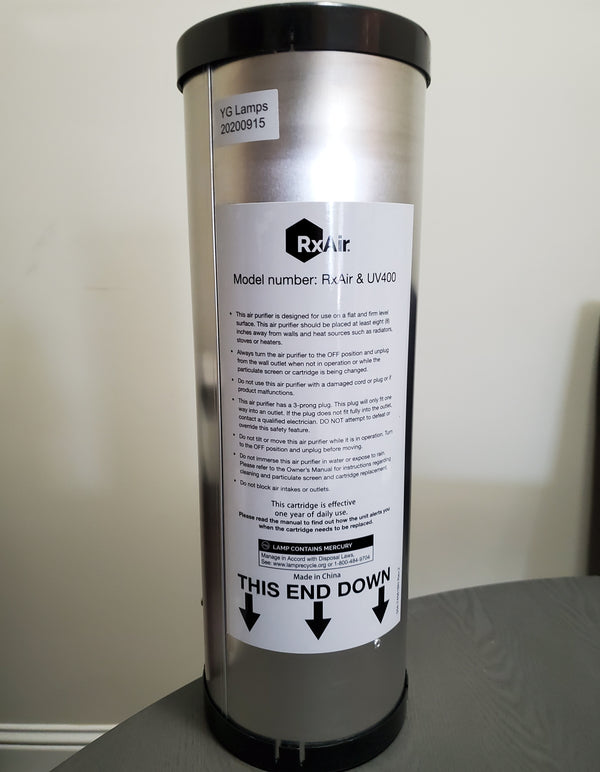 YG Lamps
20200915
RxAir
Model number: RxAir & UV400
• This air purifier is designed for use on a flat and firm level
surface. This air purifier should be placed at least eight (8)
inches away from walls and heat sources such as radiators,
stoves or heaters.
• Always turn the air purifier to the OFF position and unplug
from the wall outlet when not in operation or while the
particulate screen or cartridge is being changed.
• Do not use this air purifier with a damaged cord or plug or if
product malfunctions.
• This air purifier has a 3-prong plug. This plug will only fit one
way into an outlet. If the plug does not fit fully into the outlet,
contact a qualified electrician. DO NOT attempt to defeat or
override this safety feature.
• Do not tilt or move this air purifier while it is in operation. Turn
to the OFF position and unplug before moving.
• Do not immerse this air purifier in water or expose to rain.
Please refer to the Owner's Manual for instructions regarding
cleaning and particulate screen and cartridge replacement.
• Do not block air intakes or outlets.
This cartridge is effective
one year of daily use.
Please read the manual to find out how the unit alerts you
when the cartridge needs to be replaced.
LAMP CONTAINS MERCURY
Manage in Accord with Disposal Laws,
See: www.lamprecycle.org or 1-800-484-9704
Made in China
THIS END DOWN